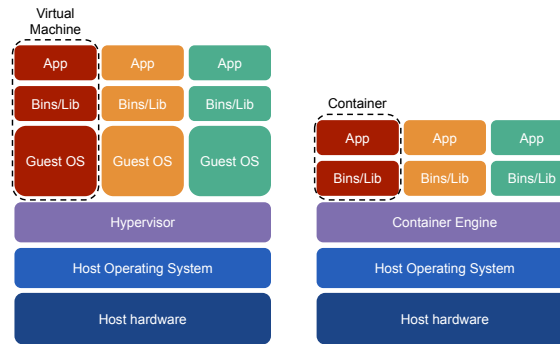 Virtual
Machine
App App App
Bins/Lib Bins/Lib Bins/Lib
Guest OS Guest OS Guest OS
Hypervisor
Host Operating System
Host hardware
Container
App App App
Bins/Lib Bins/Lib Bins/Lib
Container Engine
Host Operating System
Host hardware